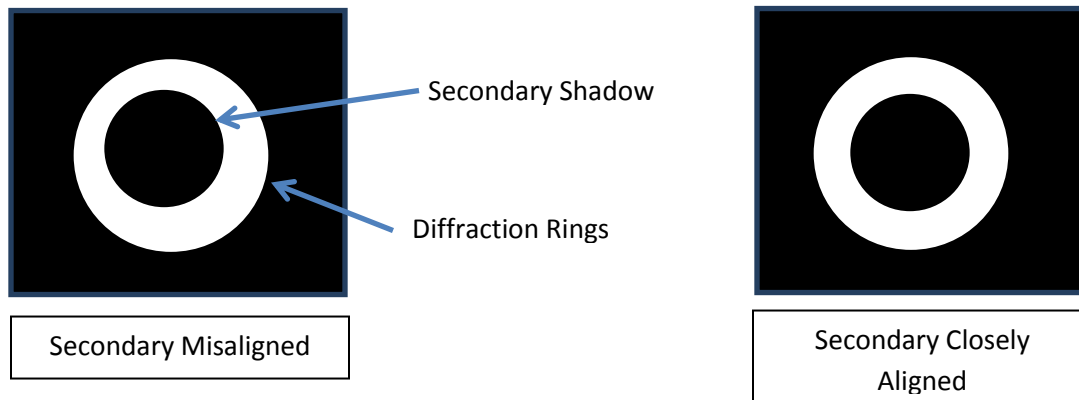 Secondary Shadow
Diffraction Rings
Secondary Misaligned
Secondary Closely
Aligned